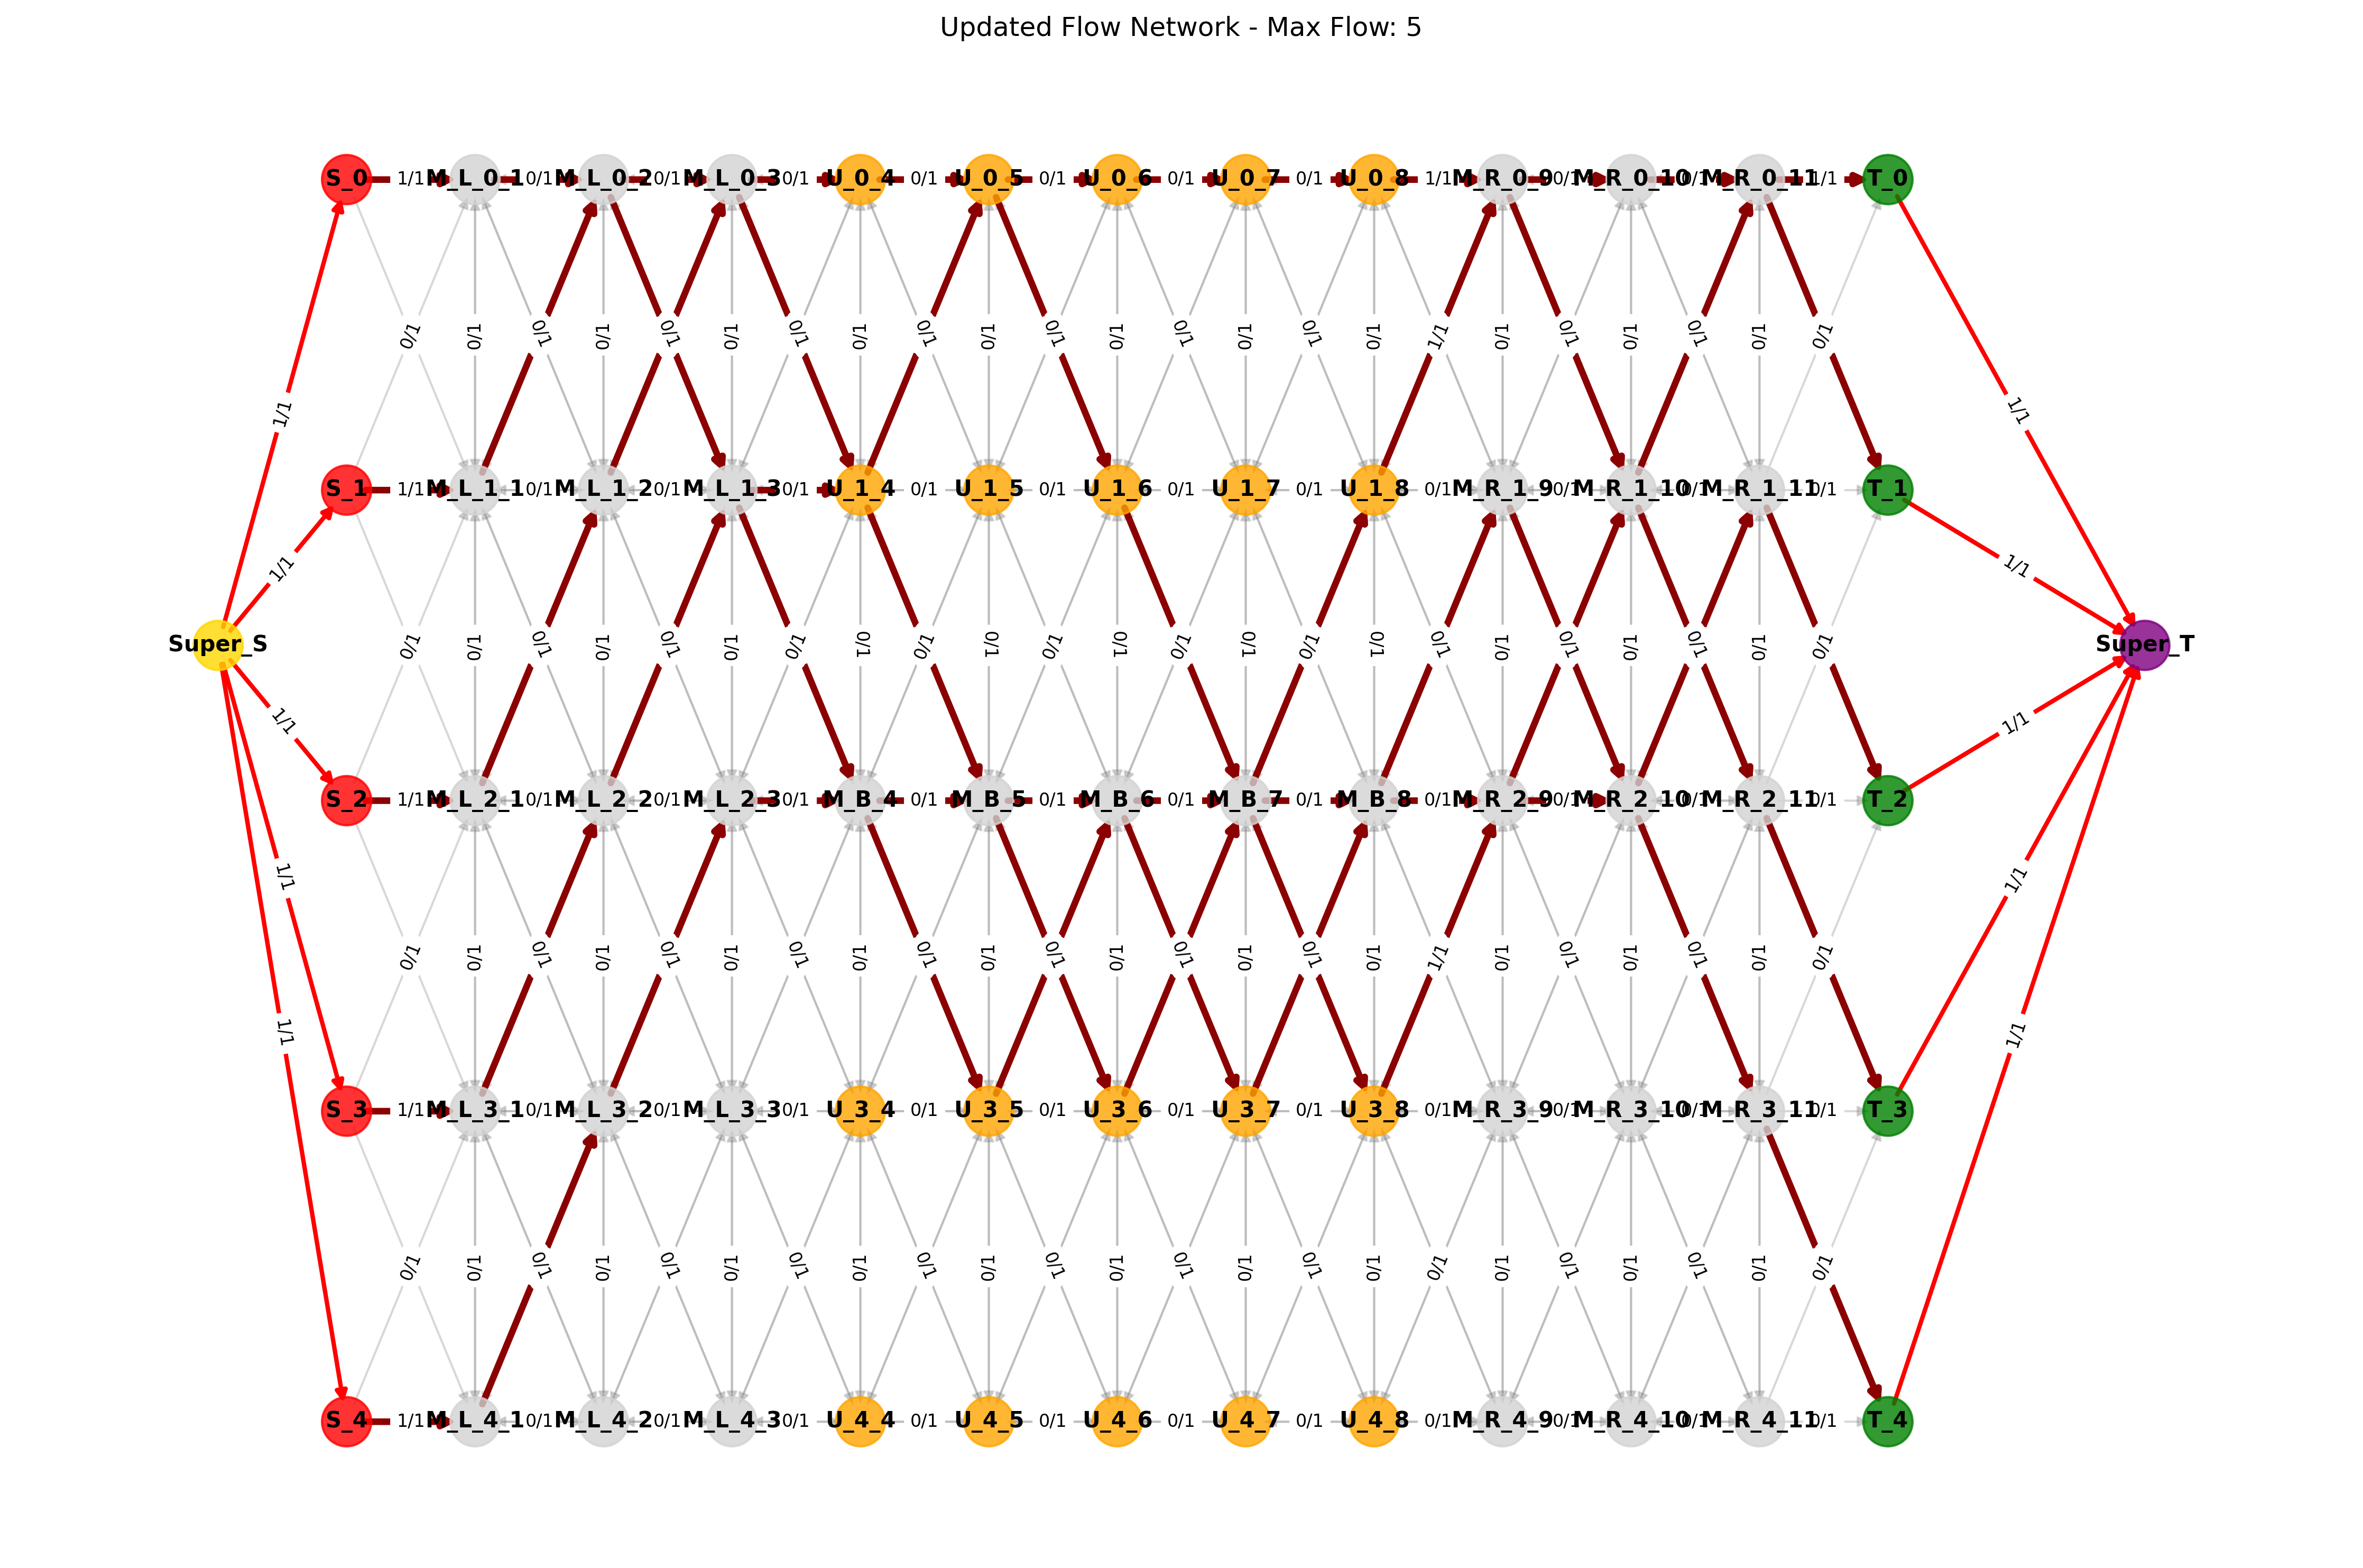 Updated Flow Network - Max Flow: 5
S_0 1/1 M_L_0_1 0/1 M_L_0_2 0/1 M_L_0_3 0/1 U_0_4 0/1 U_0_5 0/1 U_0_6 0/1 U_0_7 0/1 U_0_8 1/1 M_R_0_9 0/1 M_R_0_10 0/1 M_R_0_11 1/1 T_0
0/1 0/1 0/1 0/1 0/1 0/1 0/1 0/1 0/1 0/1 0/1 0/1 0/1 0/1 0/1 0/1 1/1 0/1 0/1 0/1 0/1 0/1 0/1
1/1 1/1
S_1 1/1 M_L_1_1 0/1 M_L_1_2 0/1 M_L_1_3 0/1 U_1_4 0/1 U_1_5 0/1 U_1_6 0/1 U_1_7 0/1 U_1_8 0/1 M_R_1_9 0/1 M_R_1_10 0/1 M_R_1_11 0/1 T_1
1/1 1/1
Super_S 0/1 0/1 0/1 0/1 0/1 0/1 0/1 0/1 0/1 0/1 0/1 0/1 0/1 0/1 0/1 0/1 0/1 0/1 0/1 0/1 0/1 0/1 0/1 Super_T
1/1 1/1
S_2 1/1 M_L_2_1 0/1 M_L_2_2 0/1 M_L_2_3 0/1 M_B_4 0/1 M_B_5 0/1 M_B_6 0/1 M_B_7 0/1 M_B_8 0/1 M_R_2_9 0/1 M_R_2_10 0/1 M_R_2_11 0/1 T_2
1/1 1/1
0/1 0/1 0/1 0/1 0/1 0/1 0/1 0/1 0/1 0/1 0/1 0/1 0/1 0/1 0/1 0/1 1/1 0/1 0/1 0/1 0/1 0/1 0/1
1/1 1/1
S_3 1/1 M_L_3_1 0/1 M_L_3_2 0/1 M_L_3_3 0/1 U_3_4 0/1 U_3_5 0/1 U_3_6 0/1 U_3_7 0/1 U_3_8 0/1 M_R_3_9 0/1 M_R_3_10 0/1 M_R_3_11 0/1 T_3
0/1 0/1 0/1 0/1 0/1 0/1 0/1 0/1 0/1 0/1 0/1 0/1 0/1 0/1 0/1 0/1 0/1 0/1 0/1 0/1 0/1 0/1 0/1
S_4 1/1 M_L_4_1 0/1 M_L_4_2 0/1 M_L_4_3 0/1 U_4_4 0/1 U_4_5 0/1 U_4_6 0/1 U_4_7 0/1 U_4_8 0/1 M_R_4_9 0/1 M_R_4_10 0/1 M_R_4_11 0/1 T_4